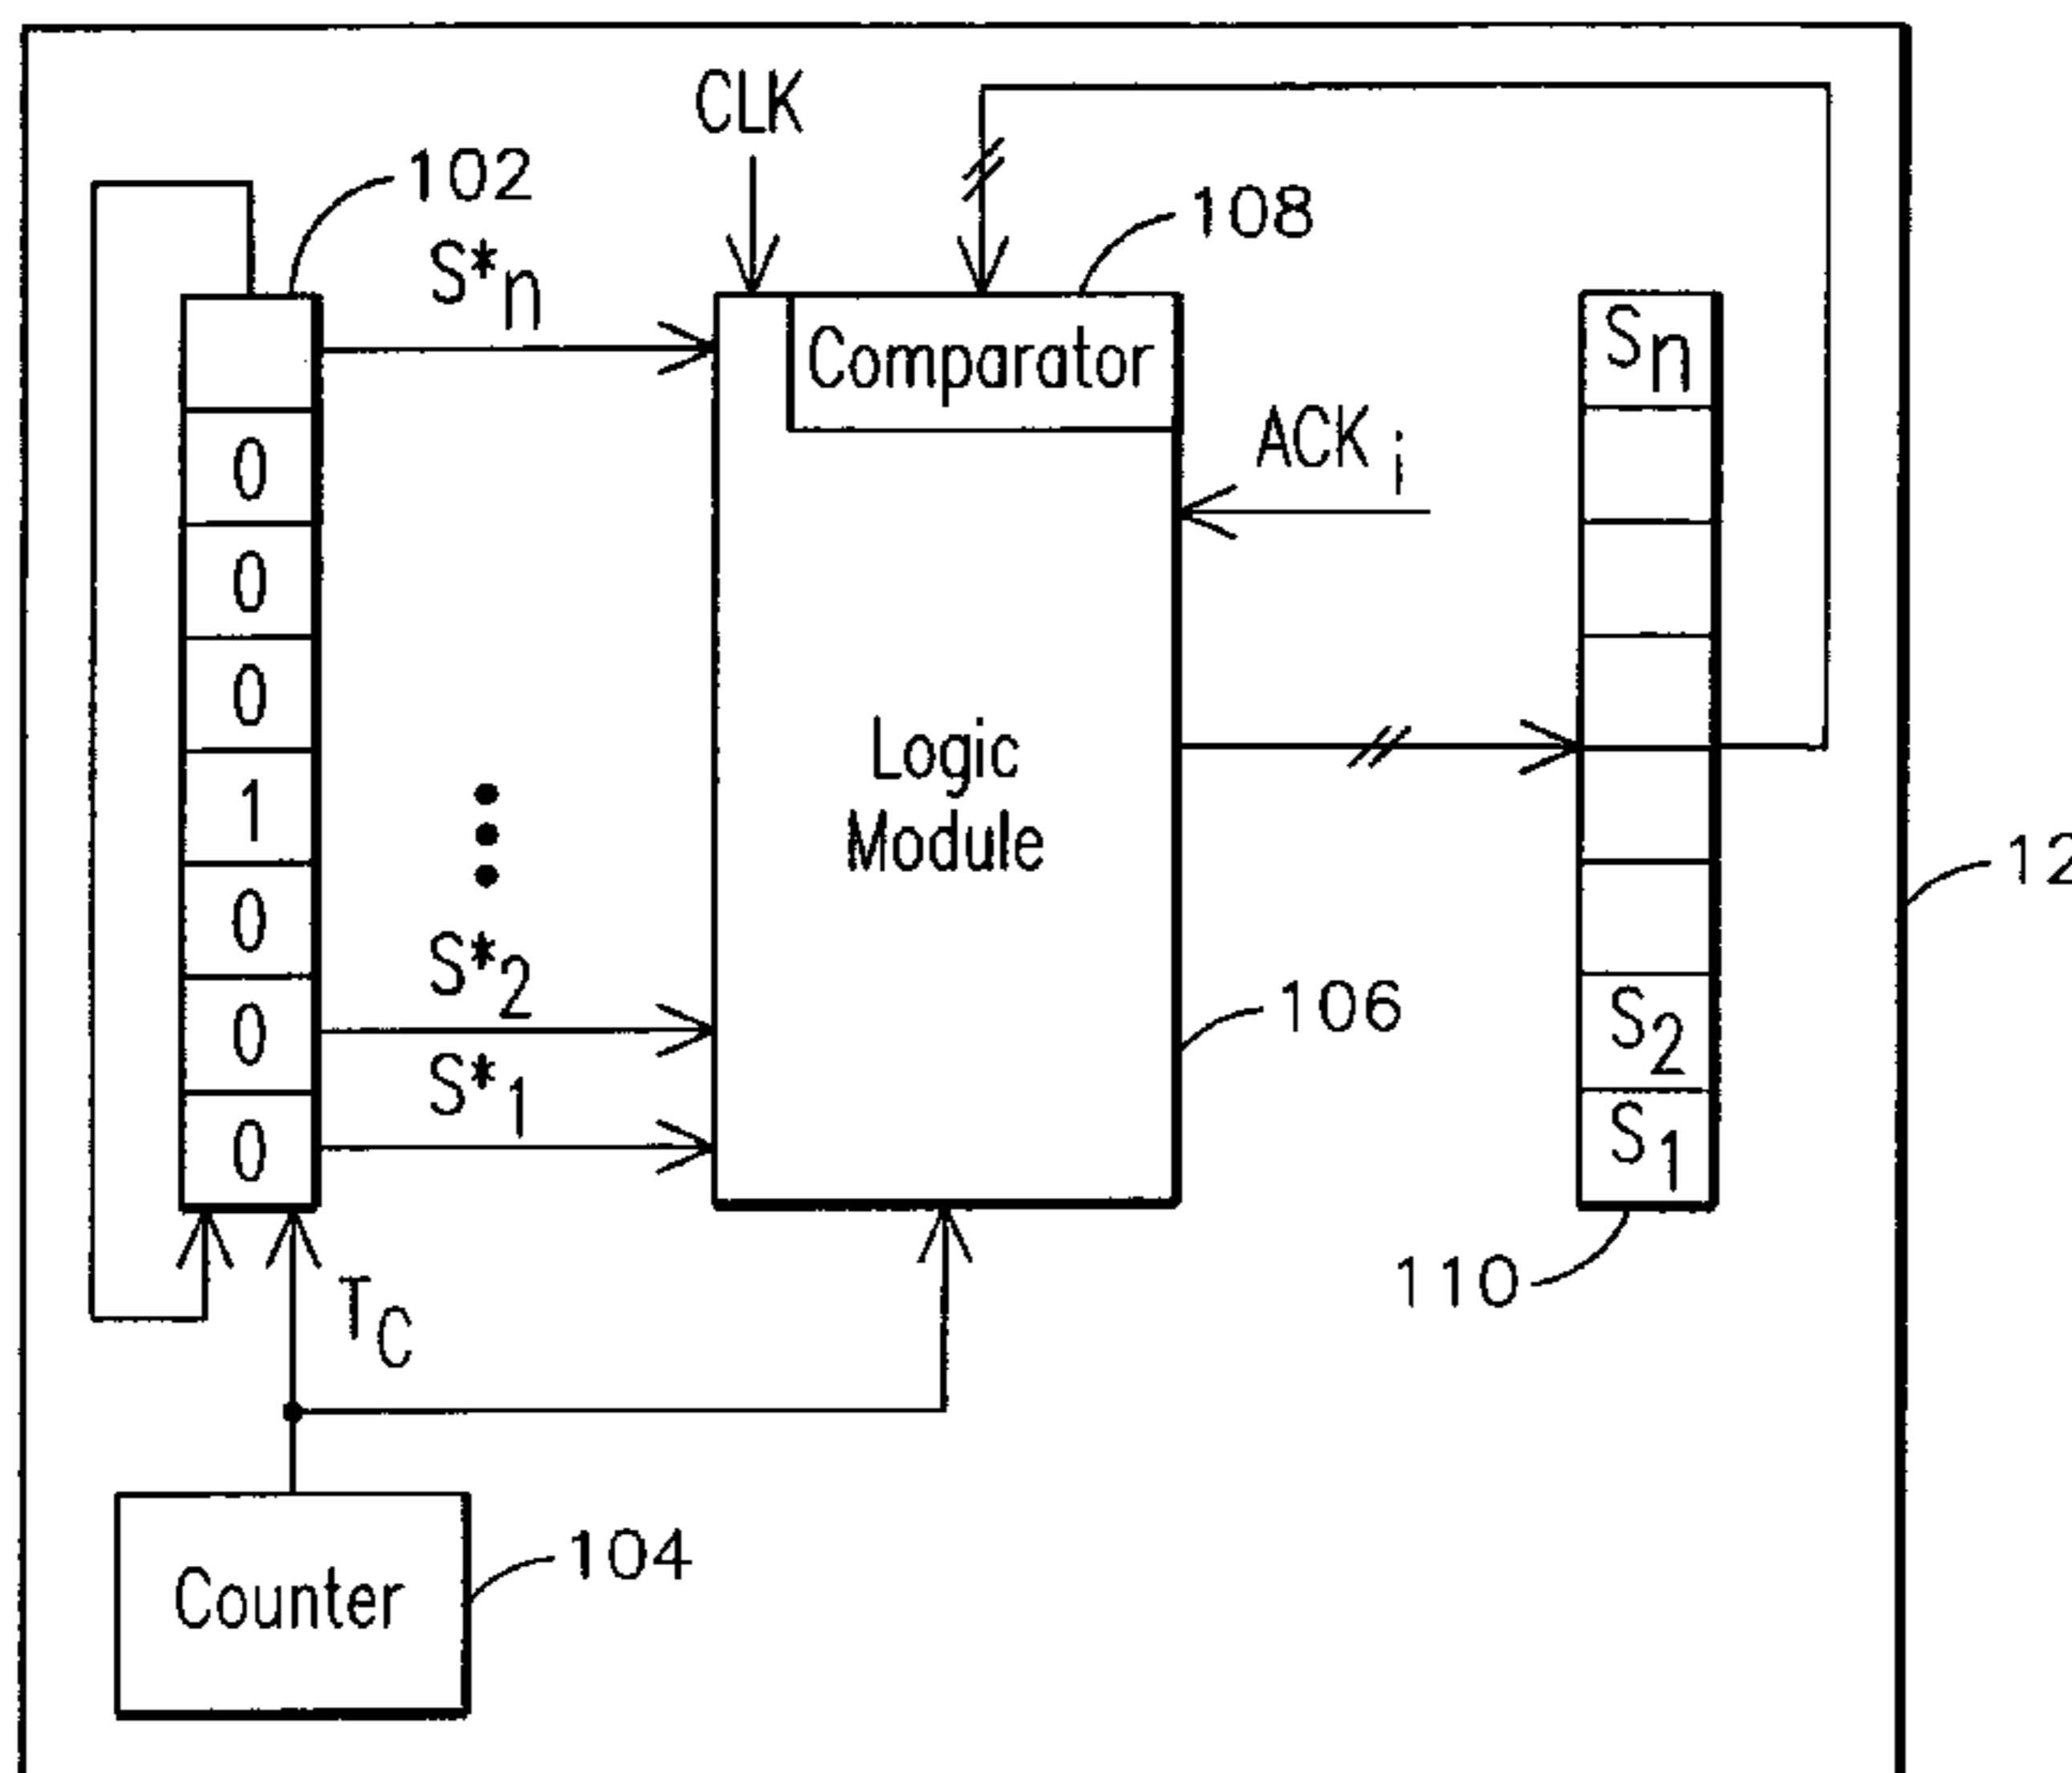 CLK
102
S*n
108
Comparator
Sn
0
ACK i
0
0
Logic
Module
1
12
0
S*2
106
S2
0
S*1
S1
0
110
TC
104
Counter